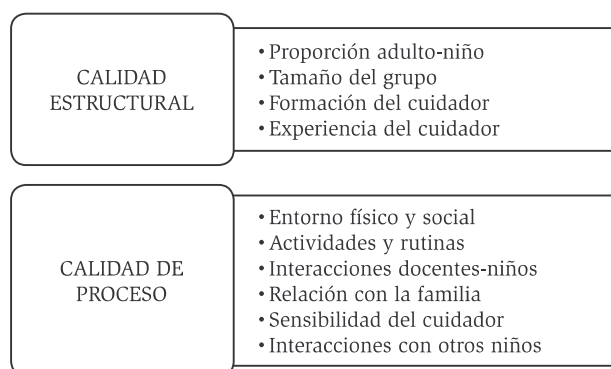 CALIDAD
ESTRUCTURAL
• Proporción adulto-niño
• Tamaño del grupo
• Formación del cuidador
• Experiencia del cuidador
CALIDAD DE
PROCESO
• Entorno físico y social
• Actividades y rutinas
• Interacciones docentes-niños
• Relación con la familia
• Sensibilidad del cuidador
• Interacciones con otros niños